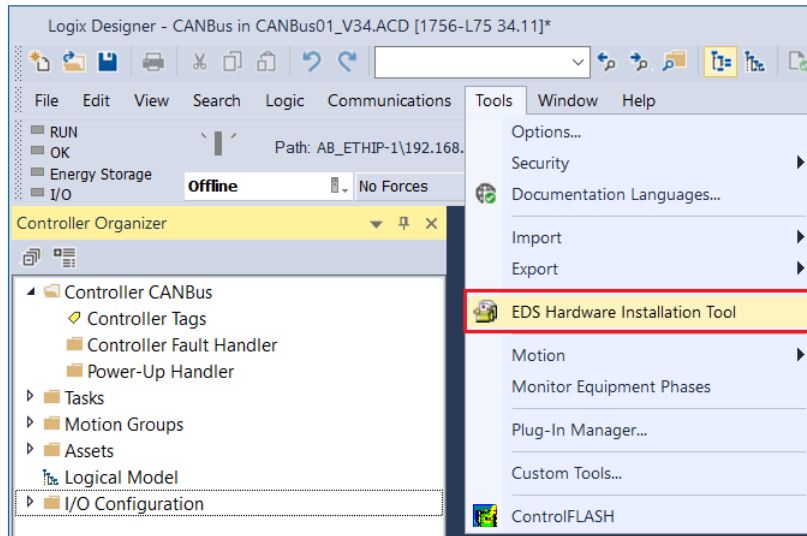 Logix Designer - CANBus in CANBus01_V34.ACD [1756-L75 34.11]*
File Edit View Search Logic Communications Tools Window Help
RUN
OK
Energy Storage
I/O
Path: AB_ETHIP-1\192.168.
Offline
No Forces
Controller Organizer
Controller CANBus
Controller Tags
Controller Fault Handler
Power-Up Handler
Tasks
Motion Groups
Assets
Logical Model
I/O Configuration
Options...
Security
Documentation Languages...
Import
Export
EDS Hardware Installation Tool
Motion
Monitor Equipment Phases
Plug-In Manager...
Custom Tools...
ControlFLASH